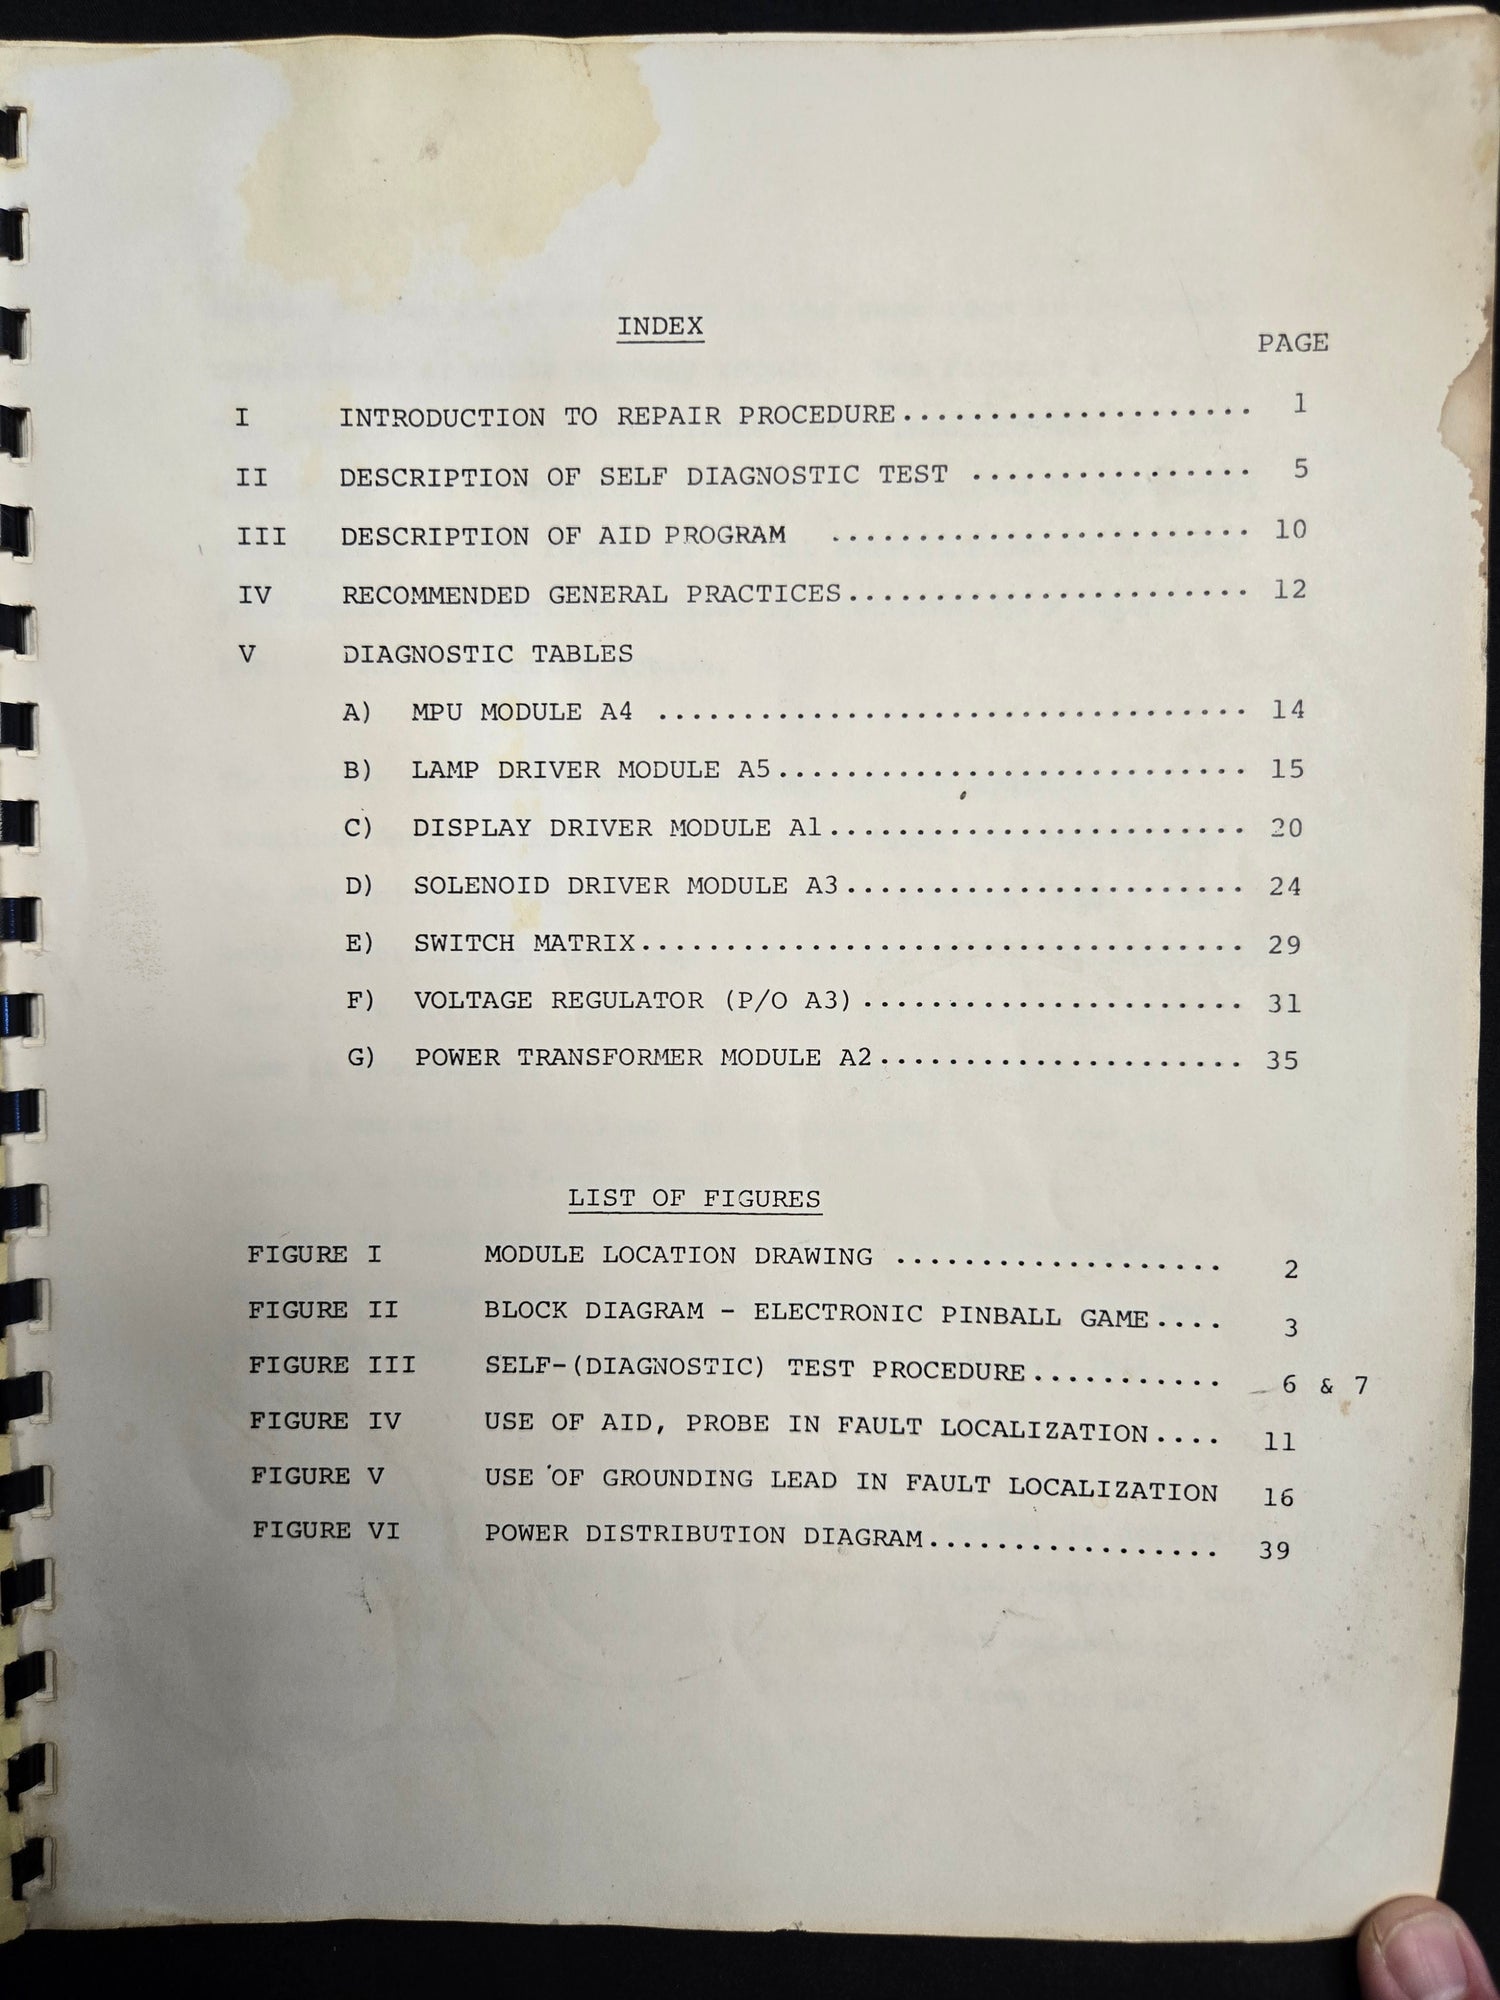 INDEX
PAGE
I INTRODUCTION TO REPAIR PROCEDURE..................... 1
II DESCRIPTION OF SELF DIAGNOSTIC TEST ................. 5
III DESCRIPTION OF AID PROGRAM ......................... 10
IV RECOMMENDED GENERAL PRACTICES........................ 12
V DIAGNOSTIC TABLES
A) MPU MODULE A4 ................................... 14
B) LAMP DRIVER MODULE A5............................ 15
C) DISPLAY DRIVER MODULE A1......................... 20
D) SOLENOID DRIVER MODULE A3........................ 24
E) SWITCH MATRIX.................................... 29
F) VOLTAGE REGULATOR (P/O A3) ....................... 31
G) POWER TRANSFORMER MODULE A2...................... 35
LIST OF FIGURES
FIGURE I MODULE LOCATION DRAWING .................... 2
FIGURE II BLOCK DIAGRAM - ELECTRONIC PINBALL GAME.... 3
FIGURE III SELF-(DIAGNOSTIC) TEST PROCEDURE............ 6 & 7
FIGURE IV USE OF AID, PROBE IN FAULT LOCALIZATION.... 11
FIGURE V USE OF GROUNDING LEAD IN FAULT LOCALIZATION 16
FIGURE VI POWER DISTRIBUTION DIAGRAM................. 39